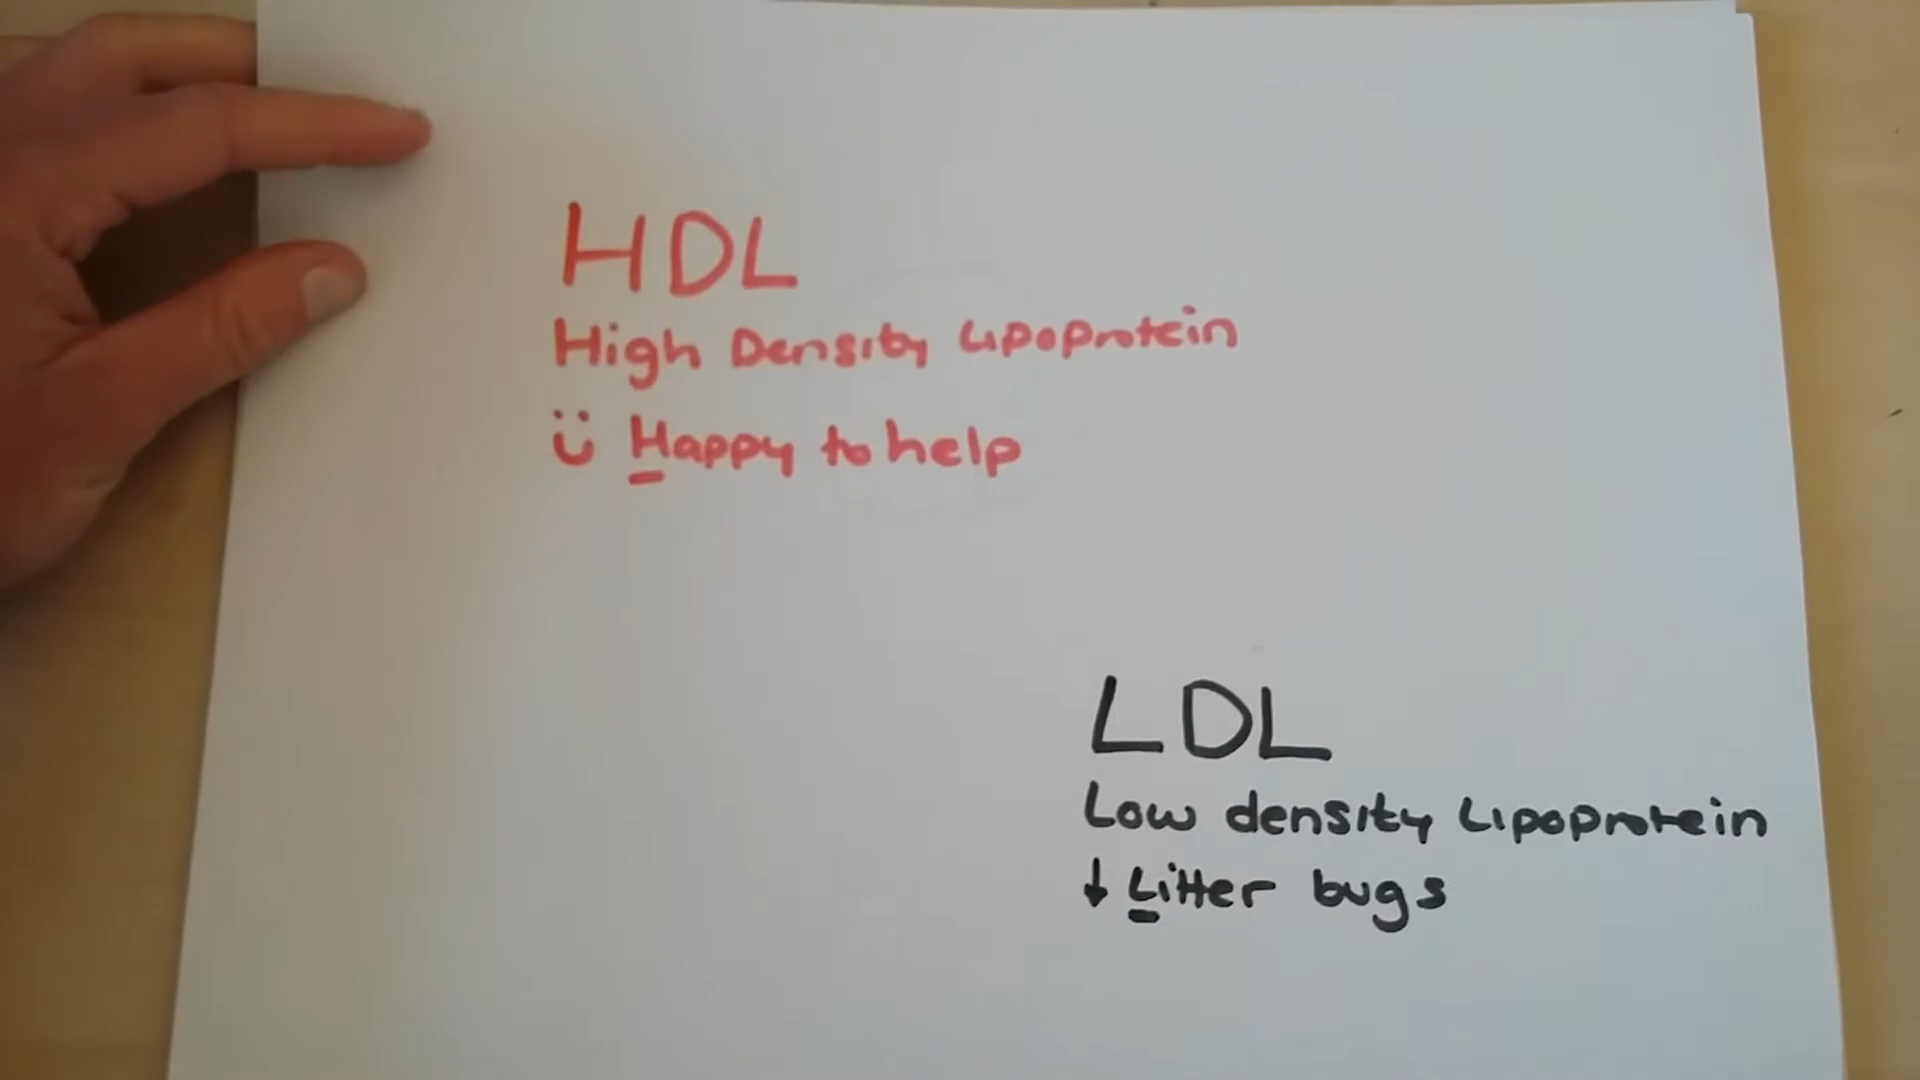 HDL
High Density Lipoprotein
Happy to help
LDL
Low density Lipoprotein
↓ Litter bugs